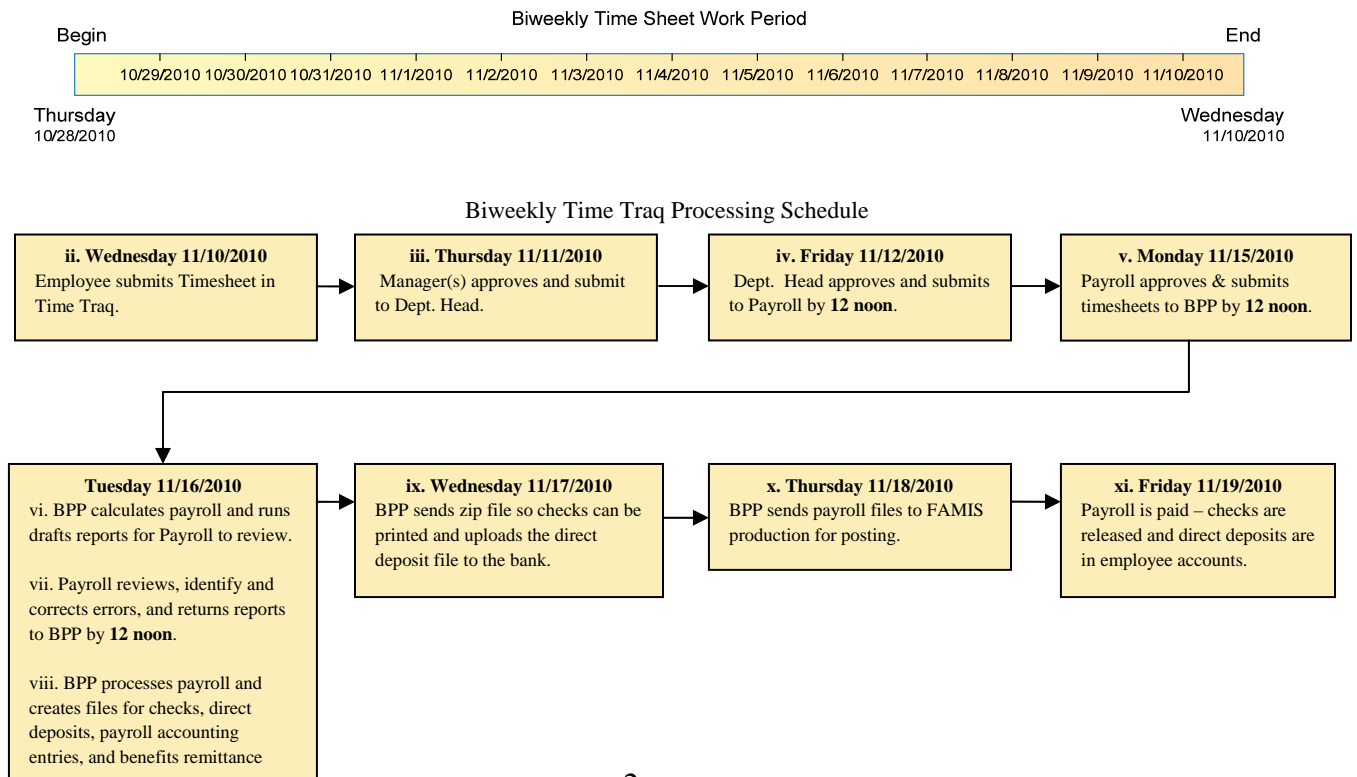 Biweekly Time Sheet Work Period
Begin
End
10/29/2010 10/30/2010 10/31/2010 11/1/2010 11/2/2010 11/3/2010 11/4/2010 11/5/2010 11/6/2010 11/7/2010 11/8/2010 11/9/2010 11/10/2010
Thursday
10/28/2010
Wednesday
11/10/2010
Biweekly Time Traq Processing Schedule
ii. Wednesday 11/10/2010
Employee submits Timesheet in
Time Traq.
iii. Thursday 11/11/2010
Manager(s) approves and submit
to Dept. Head.
iv. Friday 11/12/2010
Dept. Head approves and submits
to Payroll by 12 noon.
v. Monday 11/15/2010
Payroll approves & submits
timesheets to BPP by 12 noon.
Tuesday 11/16/2010
vi. BPP calculates payroll and runs
drafts reports for Payroll to review.
vii. Payroll reviews, identify and
corrects errors, and returns reports
to BPP by 12 noon.
viii. BPP processes payroll and
creates files for checks, direct
deposits, payroll accounting
entries, and benefits remittance
ix. Wednesday 11/17/2010
BPP sends zip file so checks can be
printed and uploads the direct
deposit file to the bank.
x. Thursday 11/18/2010
BPP sends payroll files to FAMIS
production for posting.
xi. Friday 11/19/2010
Payroll is paid – checks are
released and direct deposits are
in employee accounts.